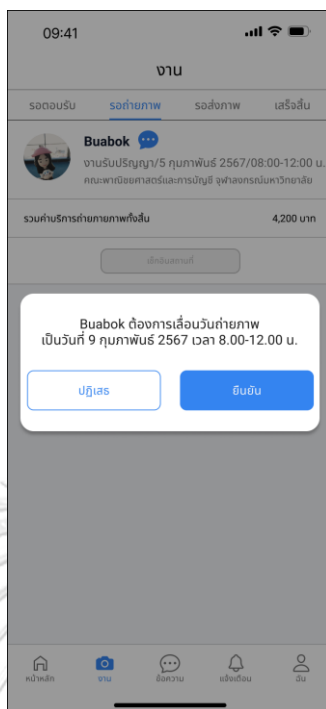 09:41
งาน
รอตอบรับ รอถ่ายภาพ รอส่งภาพ เสร็จสิ้น
Buabok
งานรับปริญญา/5 กุมภาพันธ์ 2567/08:00-12:00 น.
คณะพาณิชยศาสตร์และการบัญชี จุฬาลงกรณ์มหาวิทยาลัย
รวมค่าบริการถ่ายภาพทั้งสิ้น 4,200 บาท
เช็คอินสถานที่
Buabok ต้องการเลื่อนวันถ่ายภาพ
เป็นวันที่ 9 กุมภาพันธ์ 2567 เวลา 8.00-12.00 น.
ปฏิเสธ ยืนยัน
หน้าหลัก งาน ข้อความ แจ้งเตือน ฉัน